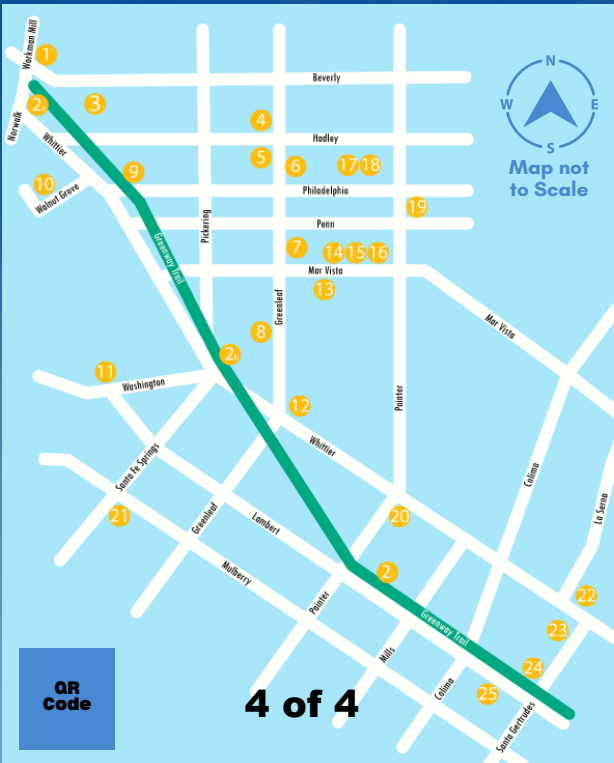 Workman Mill
1
2a
3
Norwalk
Beverly
N
W
E
S
Map not
to Scale
4
Hadley
Whittier
5
6
17
18
9
10
Walnut Grove
Philadelphia
19
Pickering
Penn
Greenway Trail
7
14
15
16
Mar Vista
13
Greenleaf
8
Mar Vista
2b
11
Washington
Painter
12
Whittier
Santa Fe Springs
Colima
La Serna
21
Greenleaf
Lambert
20
Mulberry
2c
Painter
22
Greenway Trail
23
Mills
24
Colima
25
Santa Gertrudes
QR
Code
4 of 4